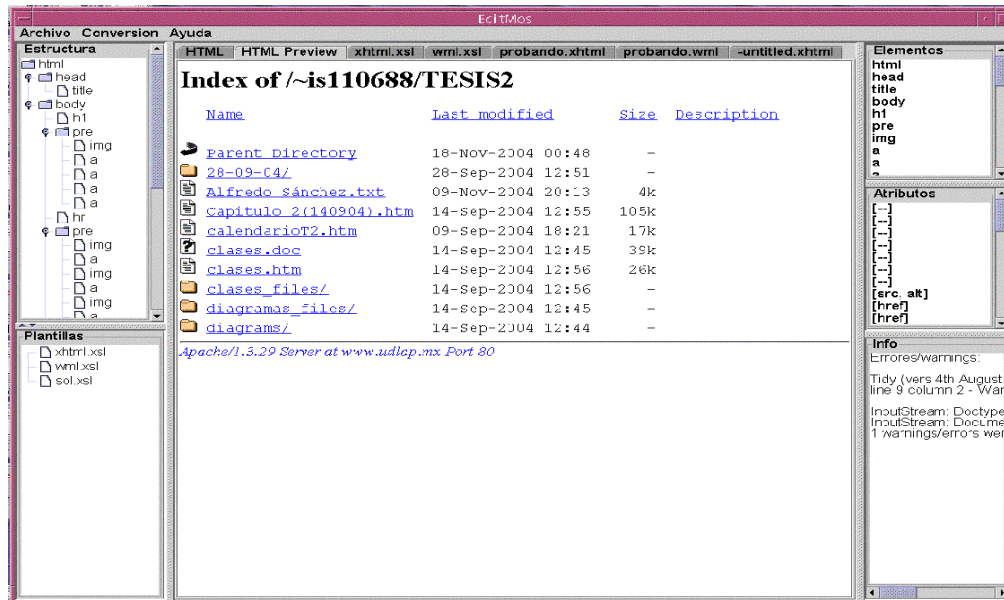 EditMos
Archivo Conversion Ayuda
Estructura
html
head
title
body
h1
pre
img
a
a
a
a
hr
pre
img
a
img
a
img
a
Plantillas
xhtml.xsl
wml.xsl
sol.xsl
HTML HTML Preview xhtml.xsl wml.xsl probando.xhtml probando.wml -untitled.xhtml
Index of /~is110688/TESIS2
Name Last modified Size Description
Parent Directory 18-Nov-2004 00:48 -
28-09-04/ 28-Sep-2004 12:51 -
Alfredo Sánchez.txt 09-Nov-2004 20:13 4k
Capitulo 2(140904).htm 14-Sep-2004 12:55 105k
calendarioT2.htm 09-Sep-2004 18:21 17k
clases.doc 14-Sep-2004 12:45 39k
clases.htm 14-Sep-2004 12:56 26k
clases_files/ 14-Sep-2004 12:56 -
diagramas_files/ 14-Sep-2004 12:45 -
diagrams/ 14-Sep-2004 12:44 -
Apache/1.3.29 Server at www.udlap.mx Port 80
Elementos
html
head
title
body
h1
pre
img
a
a
Atributos
[--]
[--]
[--]
[--]
[--]
[--]
[--]
[src, alt]
[href]
[href]
Info
Errores/warnings:
Tidy (vers 4th August
line 9 column 2 - War
InputStream: Doctype
InputStream: Docume
1 warnings/errors wer